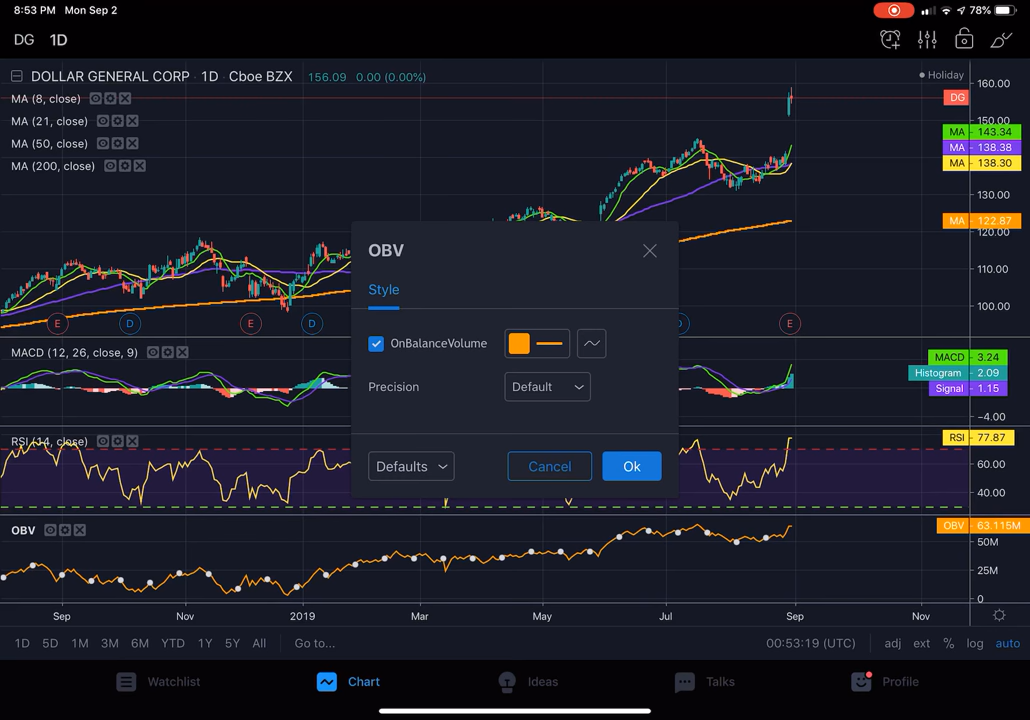 8:53 PM Mon Sep 2 78%
DG 1D
DOLLAR GENERAL CORP 1D Cboe BZX 156.09 0.00 (0.00%)
Holiday
MA (8, close)
MA (21, close)
MA (50, close)
MA (200, close)
160.00
DG
150.00
MA 143.34
MA 138.38
MA 138.30
130.00
MA 122.87
120.00
110.00
100.00
E D E D D E
MACD (12, 26, close, 9)
MACD 3.24
Histogram 2.09
Signal 1.15
−4.00
RSI (14, close)
RSI 77.87
60.00
40.00
OBV
OBV 63.115M
50M
25M
0
OBV
Style
OnBalanceVolume
Precision Default
Defaults Cancel Ok
Sep Nov 2019 Mar May Jul Sep Nov
1D 5D 1M 3M 6M YTD 1Y 5Y All Go to... 00:53:19 (UTC) adj ext % log auto
Watchlist Chart Ideas Talks Profile